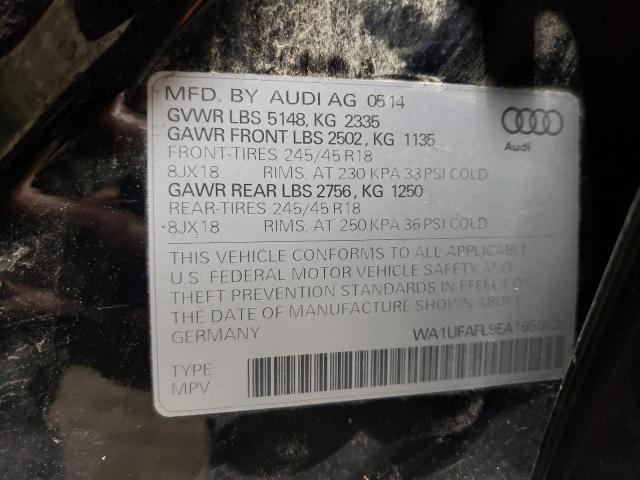 MFD. BY AUDI AG 05 14
GVWR LBS 5148, KG 2335
GAWR FRONT LBS 2502, KG 1135
FRONT-TIRES 245/45 R18
8JX18 RIMS, AT 230 KPA 33 PSI COLD
GAWR REAR LBS 2756, KG 1250
REAR-TIRES 245/45 R18
8JX18 RIMS, AT 250 KPA 36 PSI COLD
Audi
THIS VEHICLE CONFORMS TO ALL APPLICABLE
U.S. FEDERAL MOTOR VEHICLE SAFETY AND
THEFT PREVENTION STANDARDS IN EFFECT ON
THE DATE OF MANUFACTURE SHOWN ABOVE.
GERMANY
WA1UFAFL9EA165662
TYPE
MPV